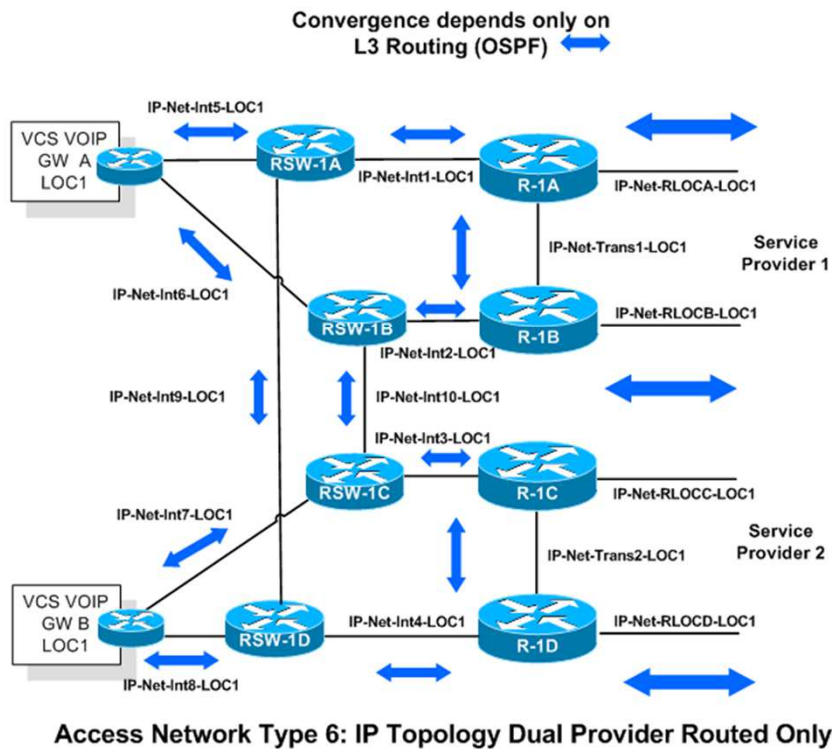 Convergence depends only on
L3 Routing (OSPF)
IP-Net-Int5-LOC1
VCS VOIP
GW A
LOC1
RSW-1A
IP-Net-Int1-LOC1
R-1A
IP-Net-RLOCA-LOC1
IP-Net-Trans1-LOC1
Service
Provider 1
IP-Net-Int6-LOC1
RSW-1B
R-1B
IP-Net-RLOCB-LOC1
IP-Net-Int2-LOC1
IP-Net-Int9-LOC1
IP-Net-Int10-LOC1
IP-Net-Int3-LOC1
RSW-1C
R-1C
IP-Net-RLOCC-LOC1
IP-Net-Int7-LOC1
IP-Net-Trans2-LOC1
Service
Provider 2
VCS VOIP
GW B
LOC1
RSW-1D
IP-Net-Int4-LOC1
R-1D
IP-Net-RLOCD-LOC1
IP-Net-Int8-LOC1
Access Network Type 6: IP Topology Dual Provider Routed Only